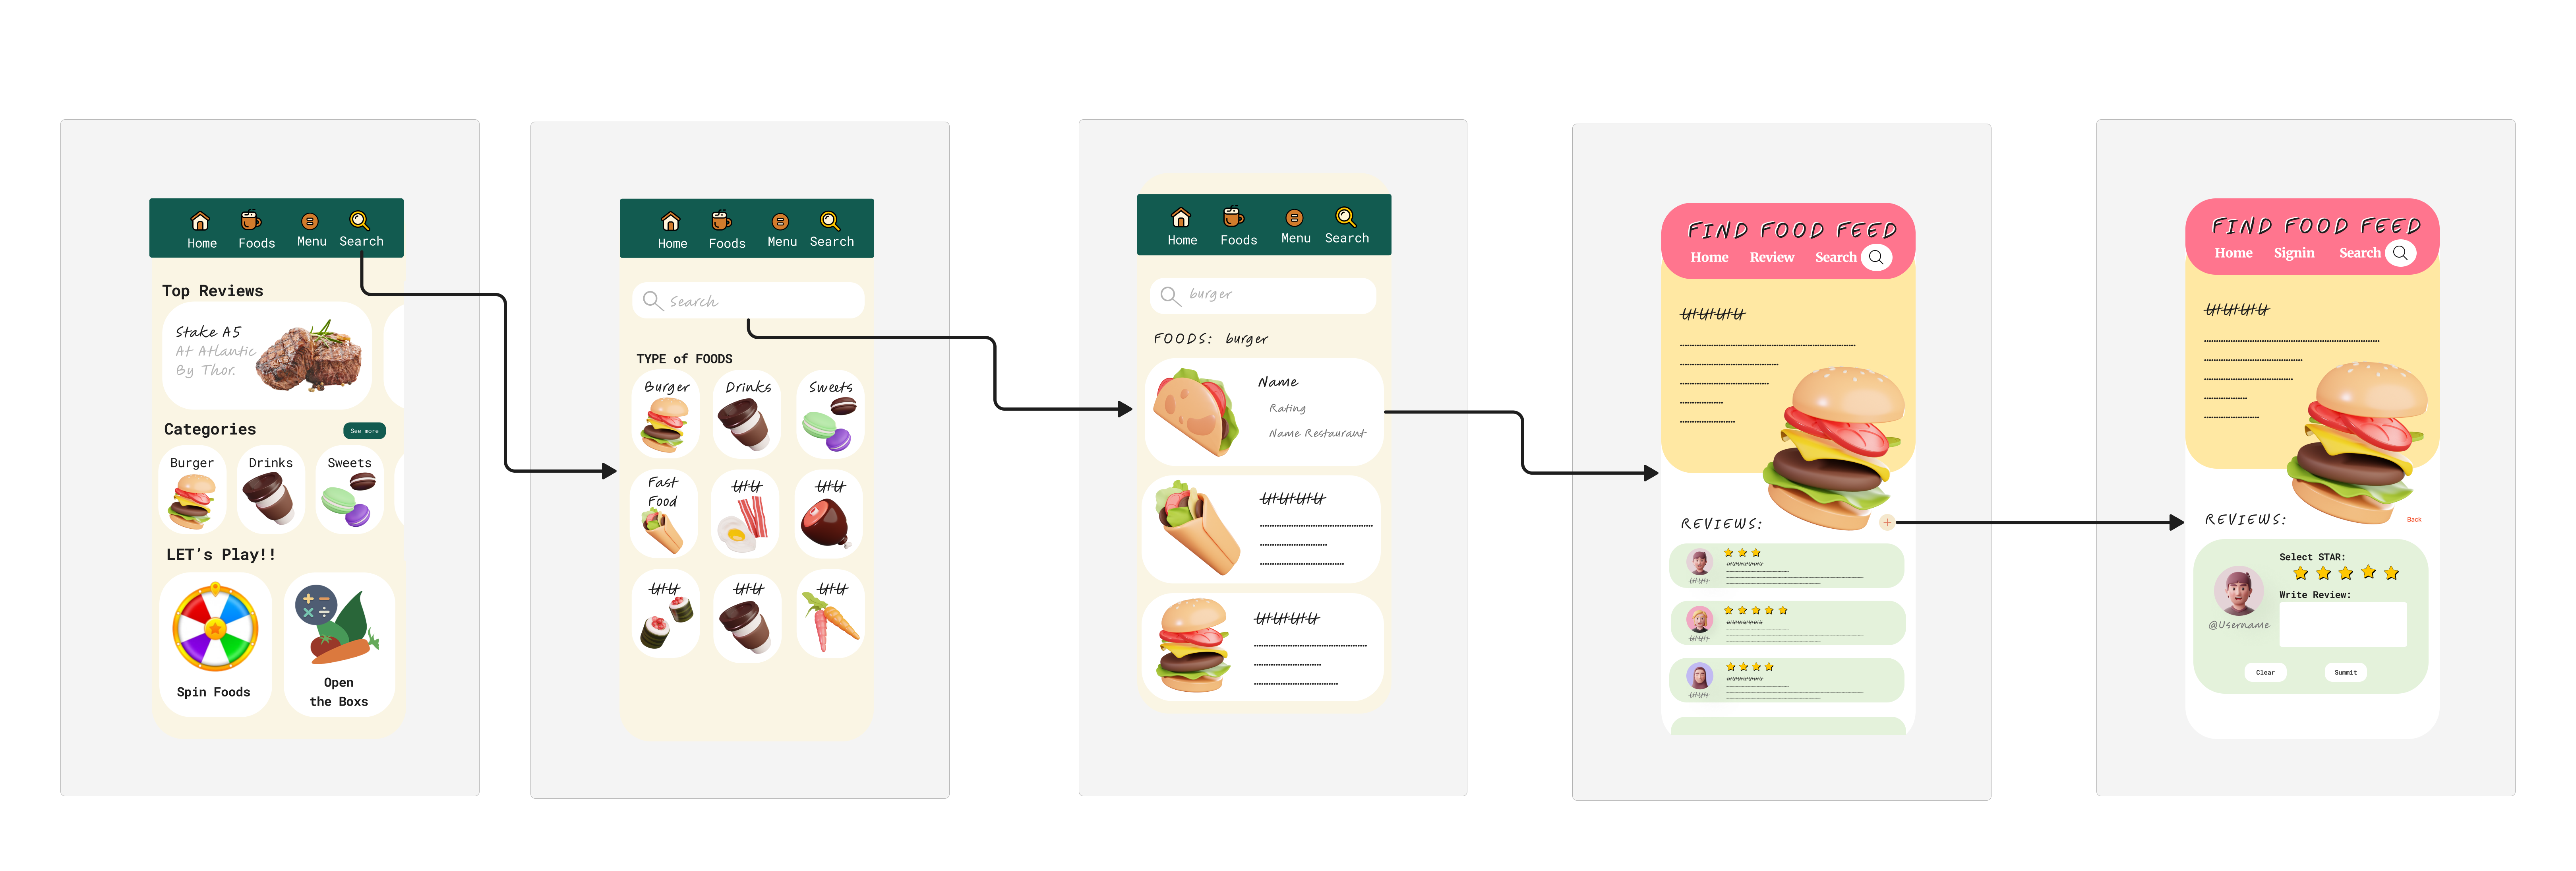 Home Foods Menu Search
Top Reviews
Stake A5
At Atlantic
By Thor.
Categories
See more
Burger Drinks Sweets
LET's Play!!
Spin Foods
Open
the Boxs
Home Foods Menu Search
Search
TYPE of FOODS
Burger Drinks Sweets
Fast
Food
Home Foods Menu Search
burger
FOODS: burger
Name
Rating
Name Restaurant
FIND FOOD FEED
Home Review Search
REVIEWS:
FIND FOOD FEED
Home Signin Search
REVIEWS:
Back
Select STAR:
Write Review:
@Username
Clear Summit